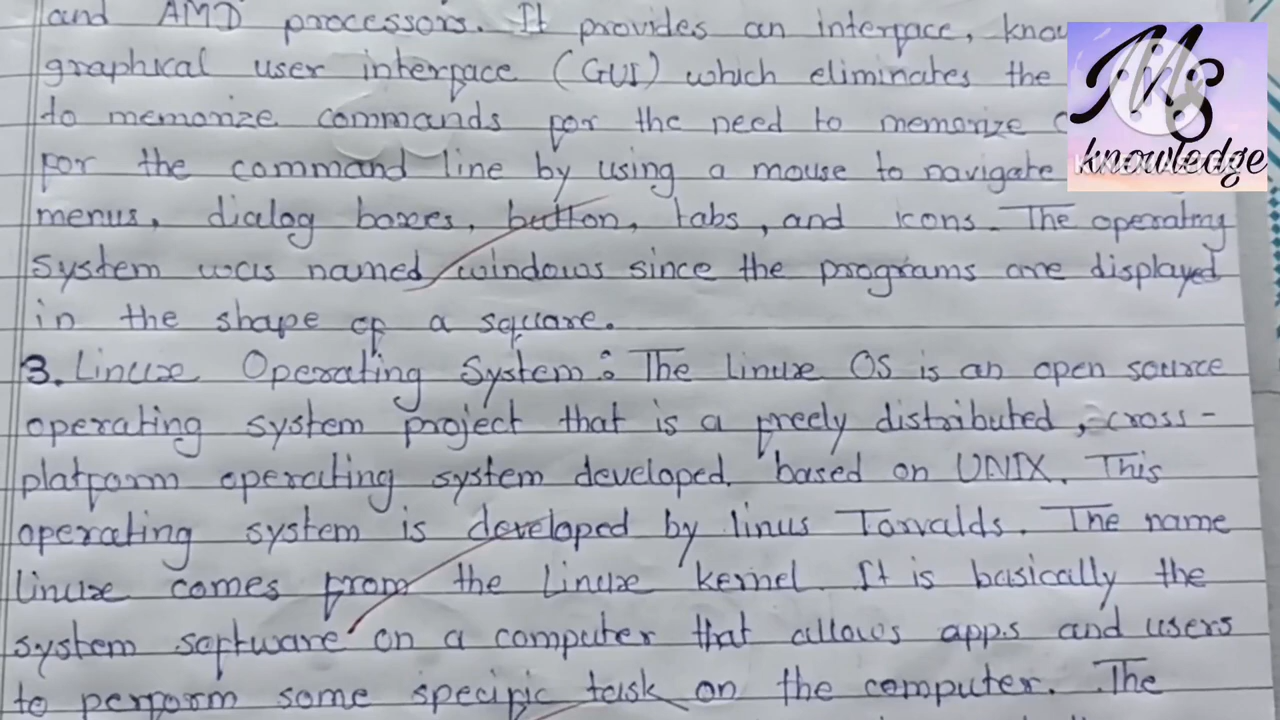 and AMD processors. It provides an interface,
graphical user interface (GUI) which eliminates the
to memorize commands for the need to memorize
for the command line by using a mouse to navigate
menus, dialog boxes, button, tabs, and icons. The operating
system was named windows since the programs are displayed
in the shape of a square.
3. Linux Operating System: The linux OS is an open source
operating system project that is a freely distributed, cross-
platform operating system developed based on UNIX. This
operating system is developed by linus Torvalds. The name
linux comes from the Linux kernel. It is basically the
system software on a computer that allows apps and users
to perform some specific task on the computer. The
MS
knowledge